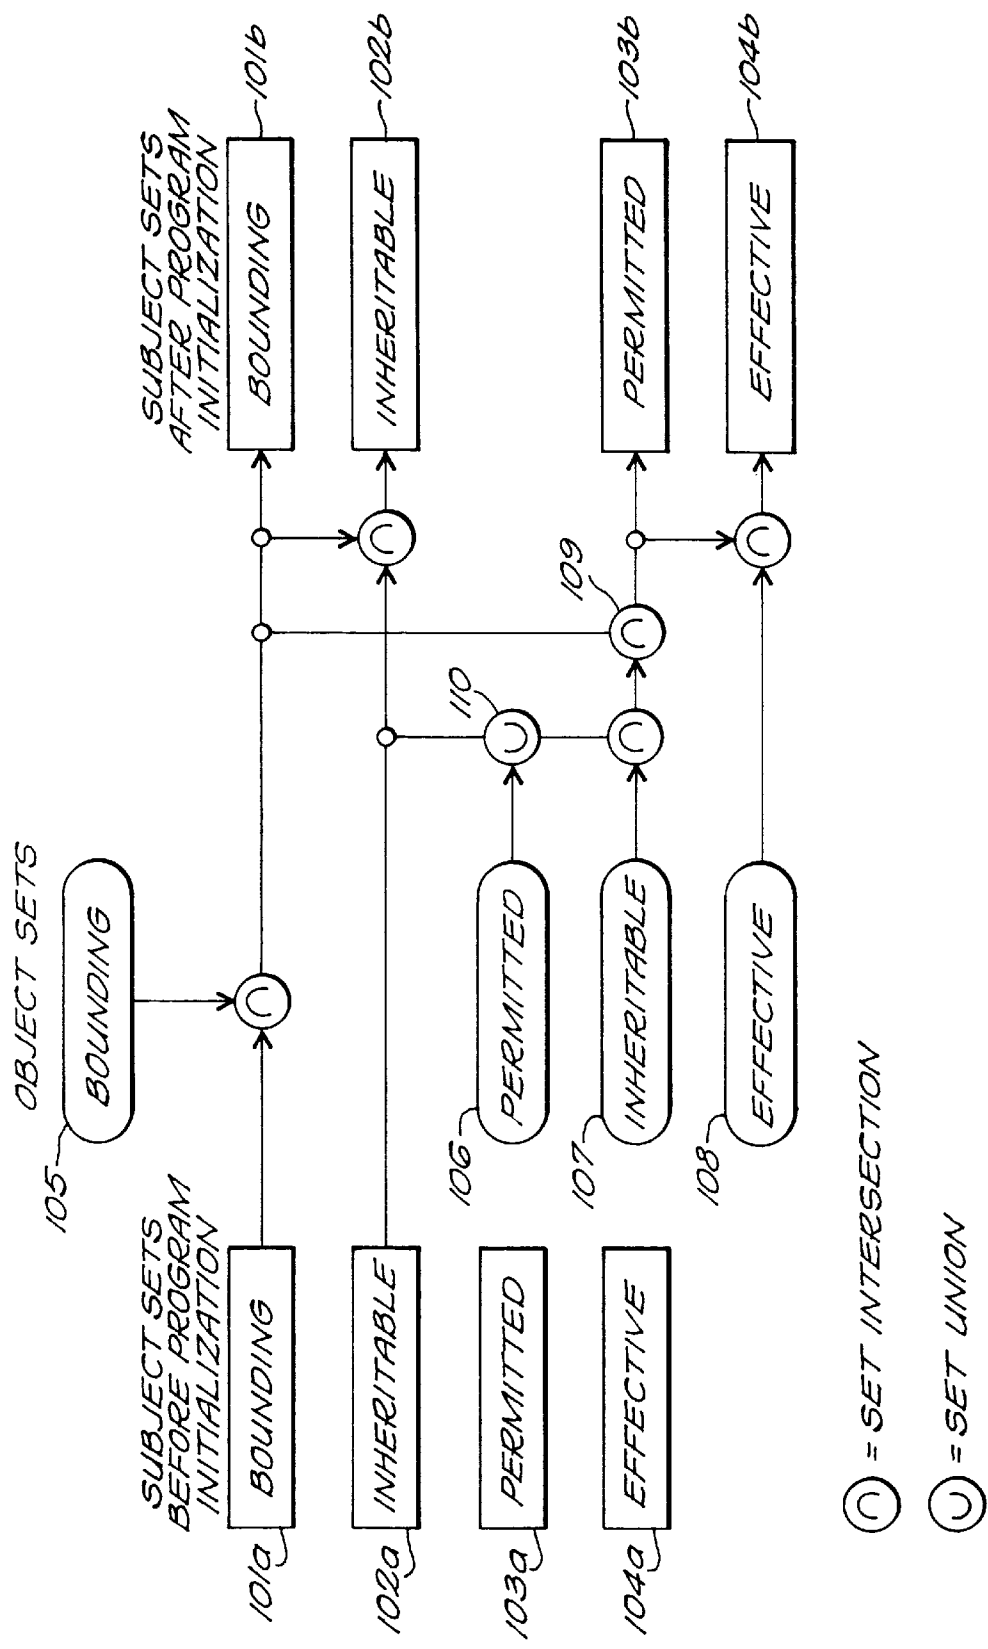 OBJECT SETS
105
BOUNDING
SUBJECT SETS
BEFORE PROGRAM
INITIALIZATION
SUBJECT SETS
AFTER PROGRAM
INITIALIZATION
101a
BOUNDING
∩
BOUNDING
101b
102a
INHERITABLE
∩
INHERITABLE
102b
103a
PERMITTED
106
PERMITTED
∪
110
104a
EFFECTIVE
107
INHERITABLE
∩
∩
109
PERMITTED
103b
108
EFFECTIVE
∩
EFFECTIVE
104b
∩ = SET INTERSECTION
∪ = SET UNION